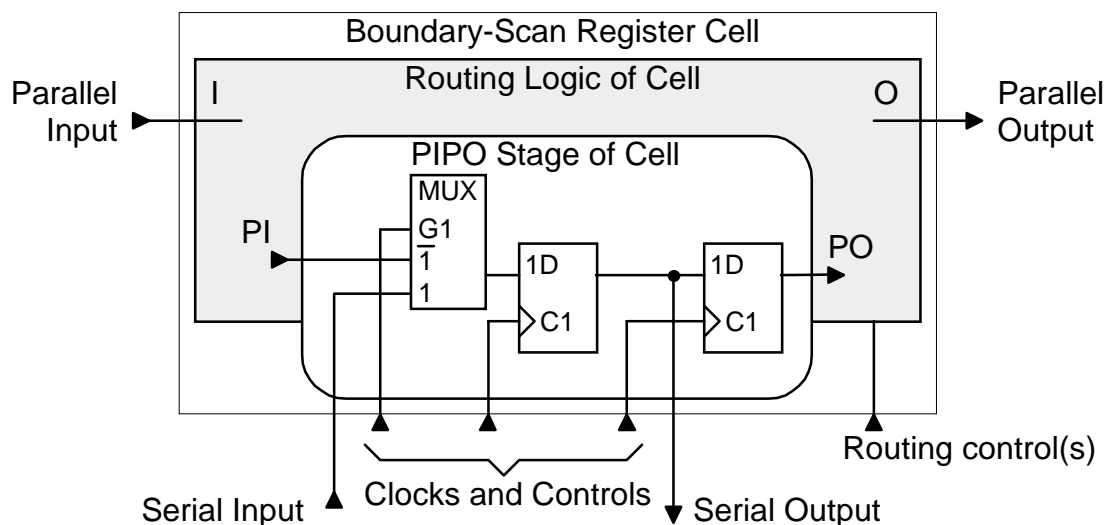 Boundary-Scan Register Cell
Routing Logic of Cell
Parallel
Input
I
O
Parallel
Output
PIPO Stage of Cell
MUX
G1
1
1
PI
1D
C1
1D
C1
PO
Routing control(s)
Clocks and Controls
Serial Input
Serial Output